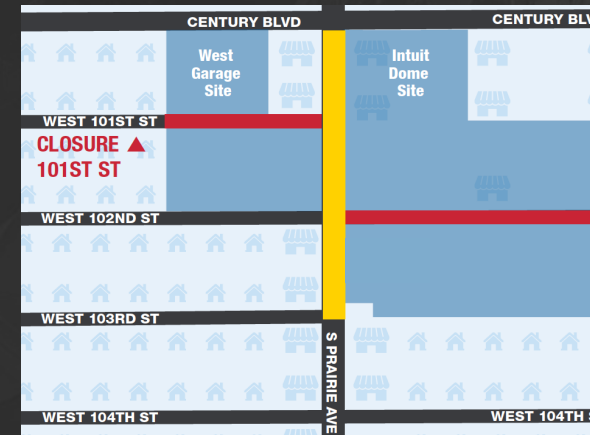 CENTURY BLVD
CENTURY BLV
West
Garage
Site
Intuit
Dome
Site
WEST 101ST ST
CLOSURE
101ST ST
WEST 102ND ST
WEST 103RD ST
S PRAIRIE AVE
WEST 104TH ST
WEST 104TH S